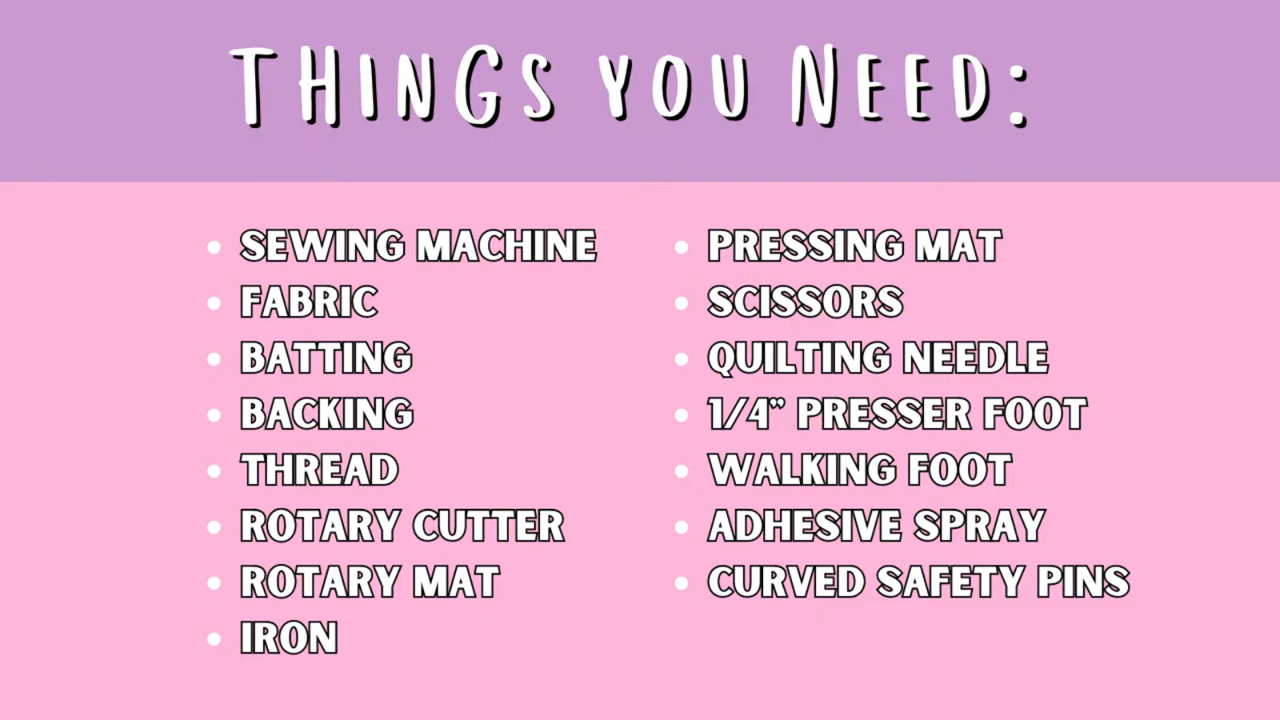 THINGS YOU NEED:
• SEWING MACHINE
• FABRIC
• BATTING
• BACKING
• THREAD
• ROTARY CUTTER
• ROTARY MAT
• IRON
• PRESSING MAT
• SCISSORS
• QUILTING NEEDLE
• 1/4” PRESSER FOOT
• WALKING FOOT
• ADHESIVE SPRAY
• CURVED SAFETY PINS